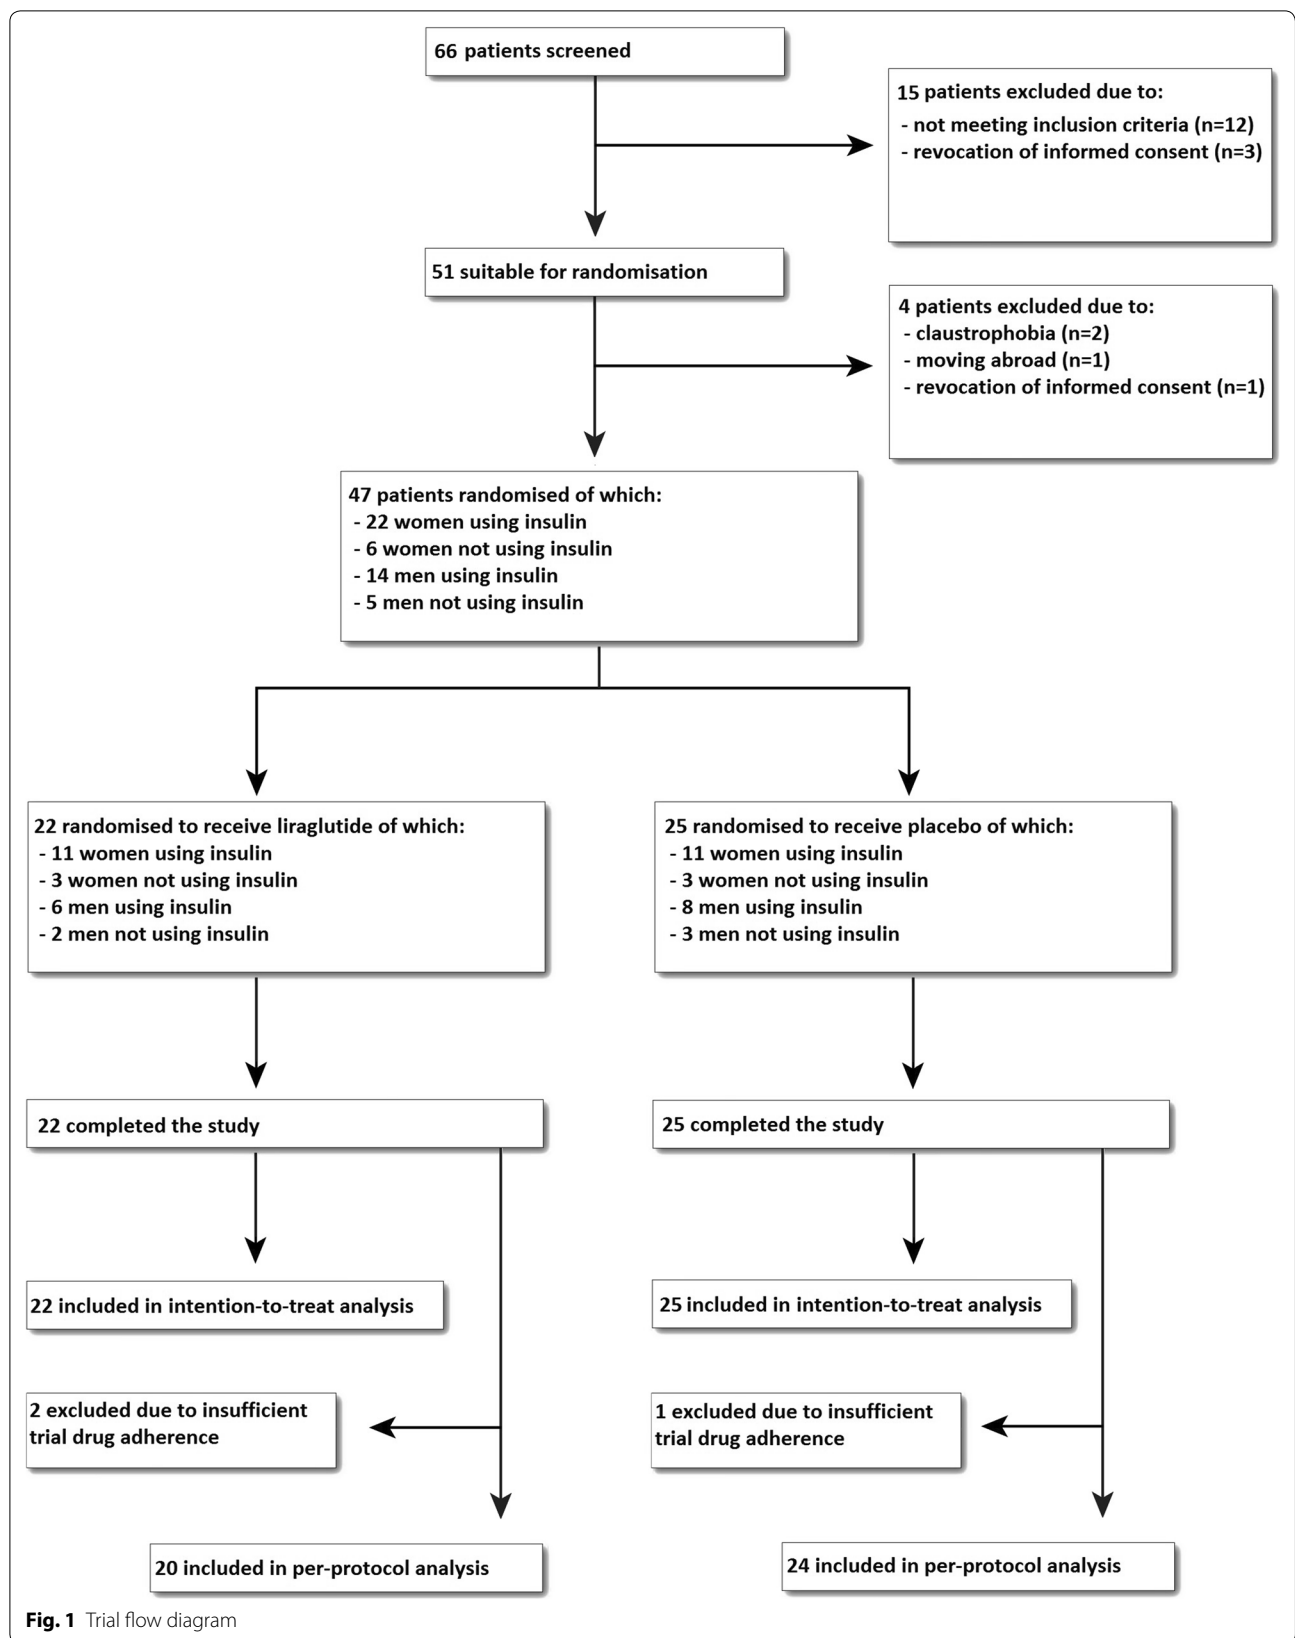 66 patients screened
15 patients excluded due to:
- not meeting inclusion criteria (n=12)
- revocation of informed consent (n=3)
51 suitable for randomisation
4 patients excluded due to:
- claustrophobia (n=2)
- moving abroad (n=1)
- revocation of informed consent (n=1)
47 patients randomised of which:
- 22 women using insulin
- 6 women not using insulin
- 14 men using insulin
- 5 men not using insulin
22 randomised to receive liraglutide of which:
- 11 women using insulin
- 3 women not using insulin
- 6 men using insulin
- 2 men not using insulin
25 randomised to receive placebo of which:
- 11 women using insulin
- 3 women not using insulin
- 8 men using insulin
- 3 men not using insulin
22 completed the study
25 completed the study
22 included in intention-to-treat analysis
25 included in intention-to-treat analysis
2 excluded due to insufficient
trial drug adherence
1 excluded due to insufficient
trial drug adherence
20 included in per-protocol analysis
24 included in per-protocol analysis
Fig. 1 Trial flow diagram